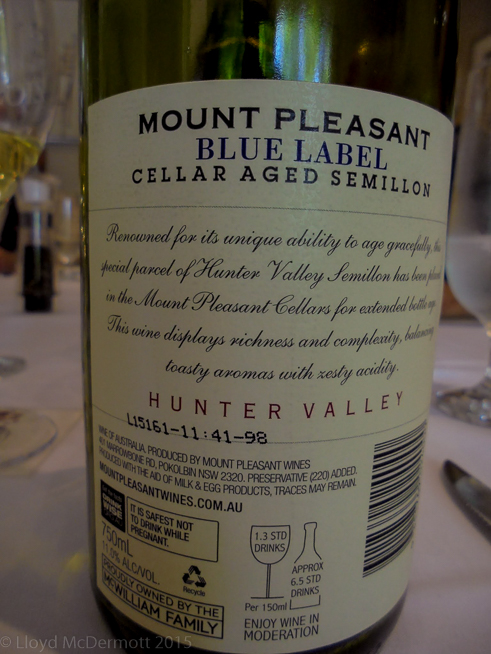 MOUNT PLEASANT
BLUE LABEL
CELLAR AGED SEMILLON
Renowned for its unique ability to age gracefully, this
special parcel of Hunter Valley Semillon has been
in the Mount Pleasant Cellars for extended bottle age.
This wine displays richness and complexity, balancing
toasty aromas with zesty acidity.
HUNTER VALLEY
L15161-11:41-98
WINE OF AUSTRALIA. PRODUCED BY MOUNT PLEASANT WINES
401 MARROWBONE RD, POKOLBIN NSW 2320. PRESERVATIVE (220) ADDED.
PRODUCED WITH THE AID OF MILK & EGG PRODUCTS, TRACES MAY REMAIN.
MOUNTPLEASANTWINES.COM.AU
IT IS SAFEST NOT
TO DRINK WHILE
PREGNANT.
750mL
11.0% ALC/VOL.
Recycle
PROUDLY OWNED BY THE
McWILLIAM FAMILY
1.3 STD
DRINKS
Per 150ml
APPROX
6.5 STD
DRINKS
ENJOY WINE IN
MODERATION
© Lloyd McDermott 2015